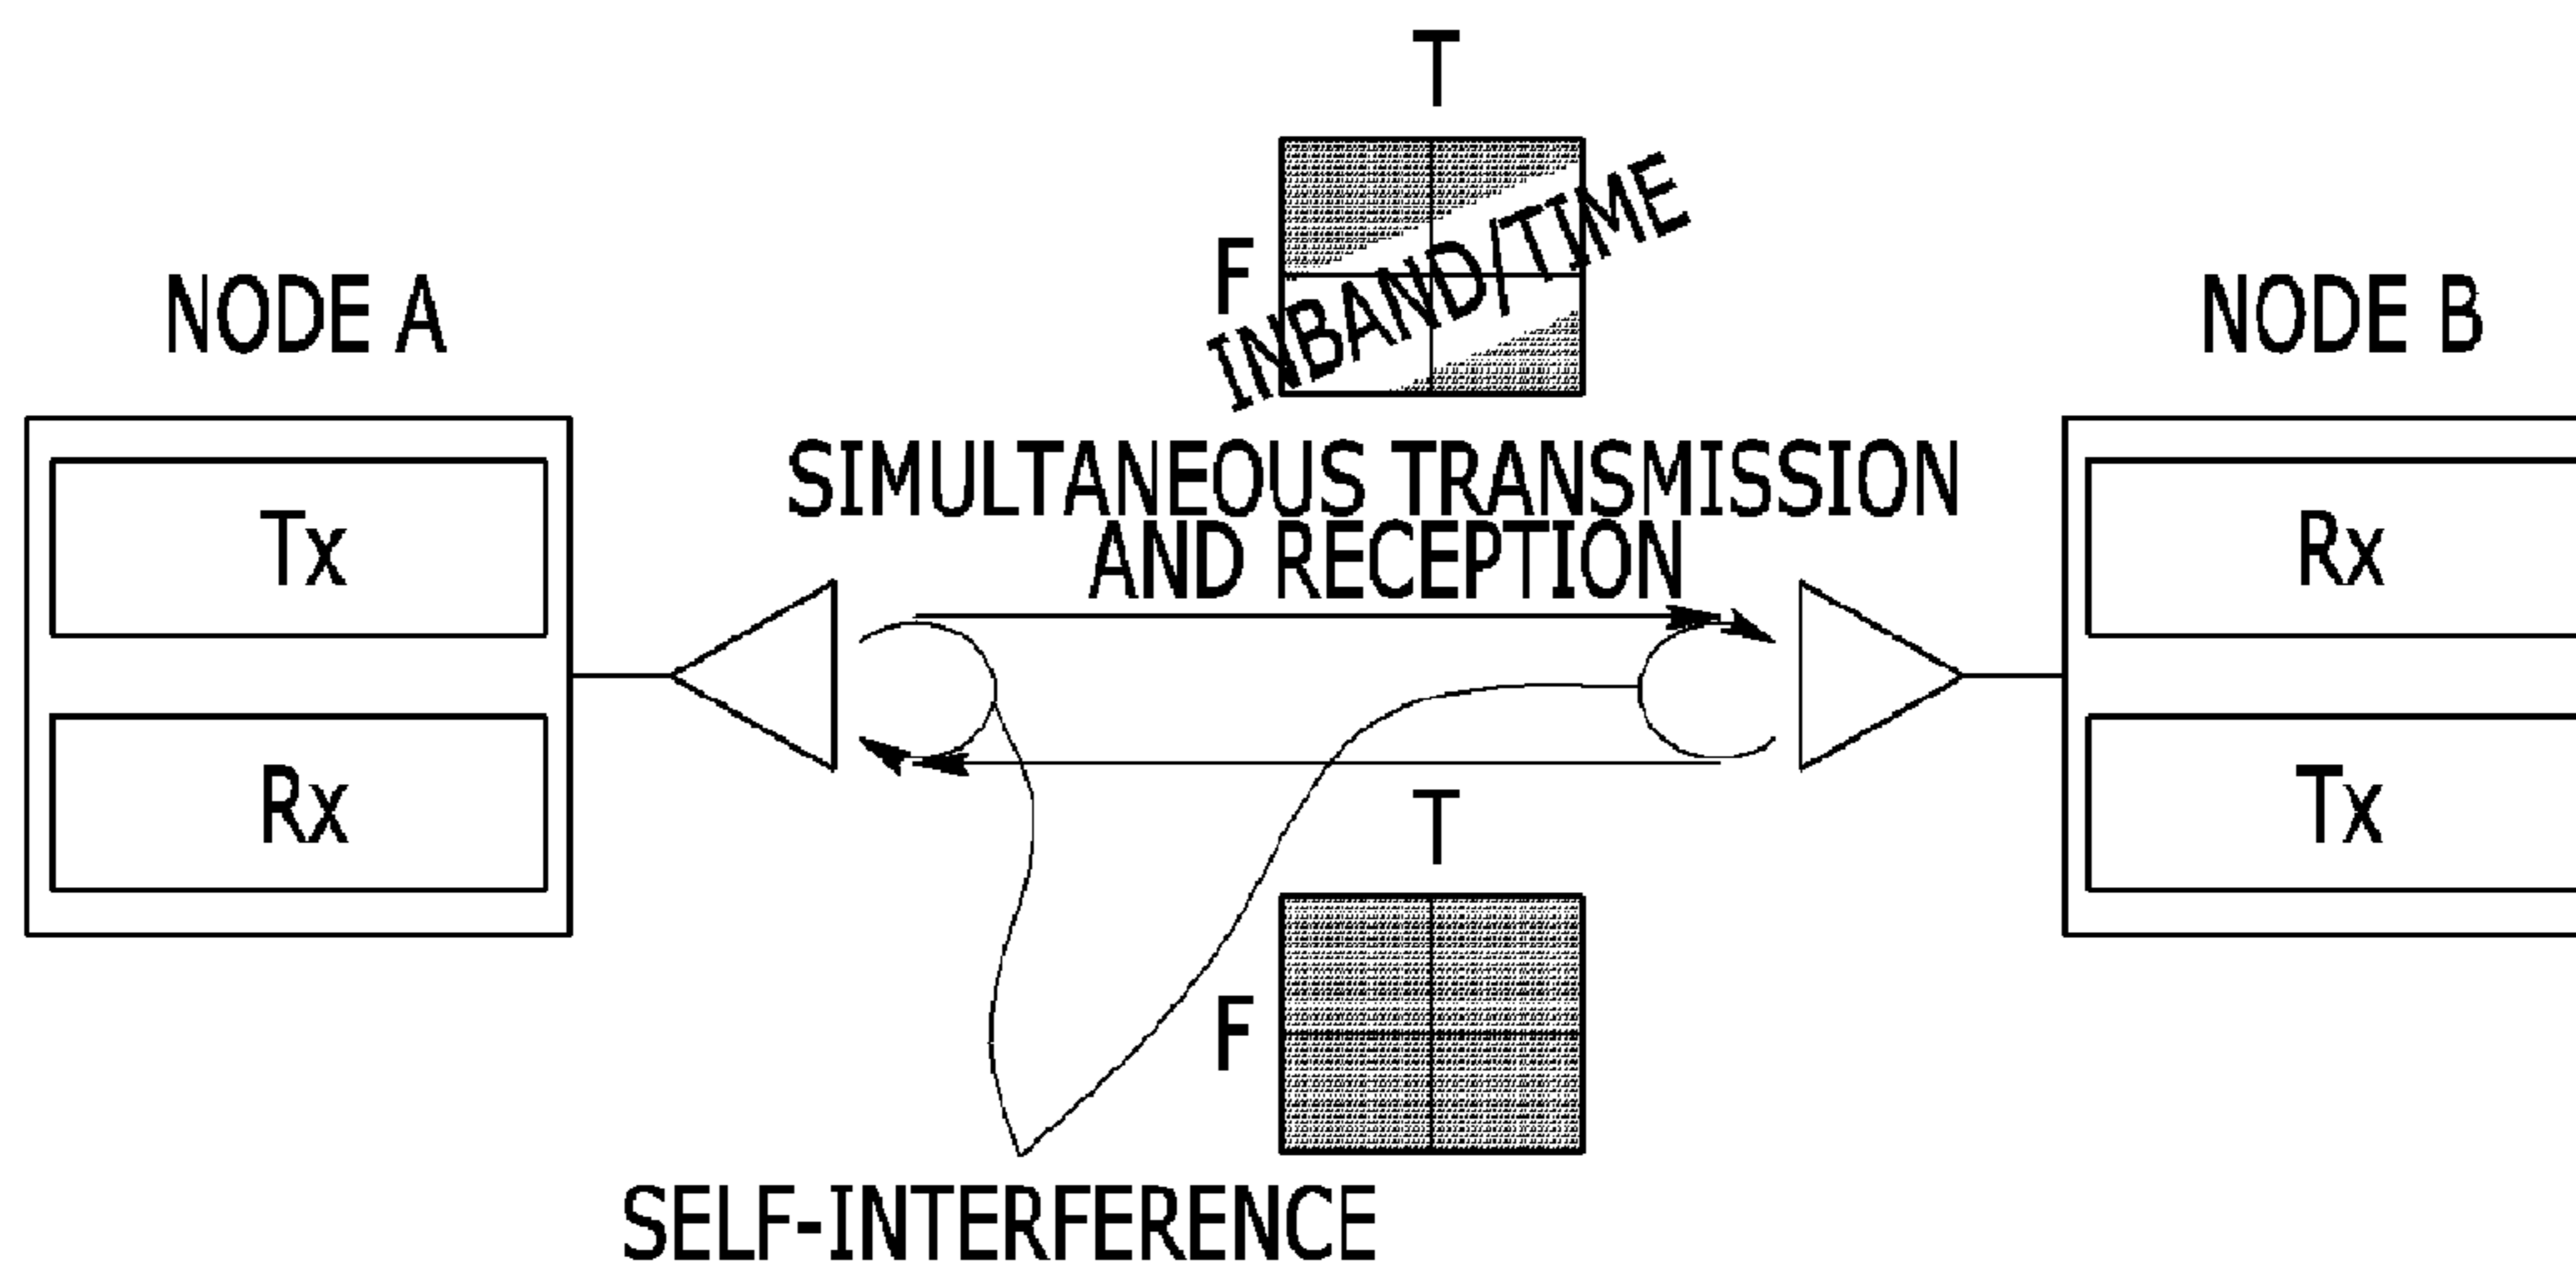 T
F
INBAND/TIME
NODE A
NODE B
SIMULTANEOUS TRANSMISSION
AND RECEPTION
Tx
Rx
Rx
Tx
T
F
SELF-INTERFERENCE